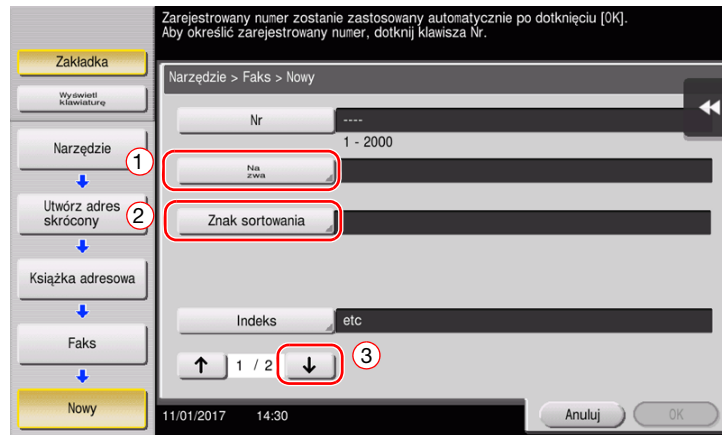 Zarejestrowany numer zostanie zastosowany automatycznie po dotknięciu [OK].
Aby określić zarejestrowany numer, dotknij klawisza Nr.
Zakładka
Wyświetl
klawiaturę
Narzędzie
Utwórz adres
skrócony
Książka adresowa
Faks
Nowy
Narzędzie > Faks > Nowy
Nr
----
1 - 2000
1
Na
zwa
2
Znak sortowania
Indeks
etc
↑ 1 / 2 ↓
3
11/01/2017 14:30
Anuluj
OK